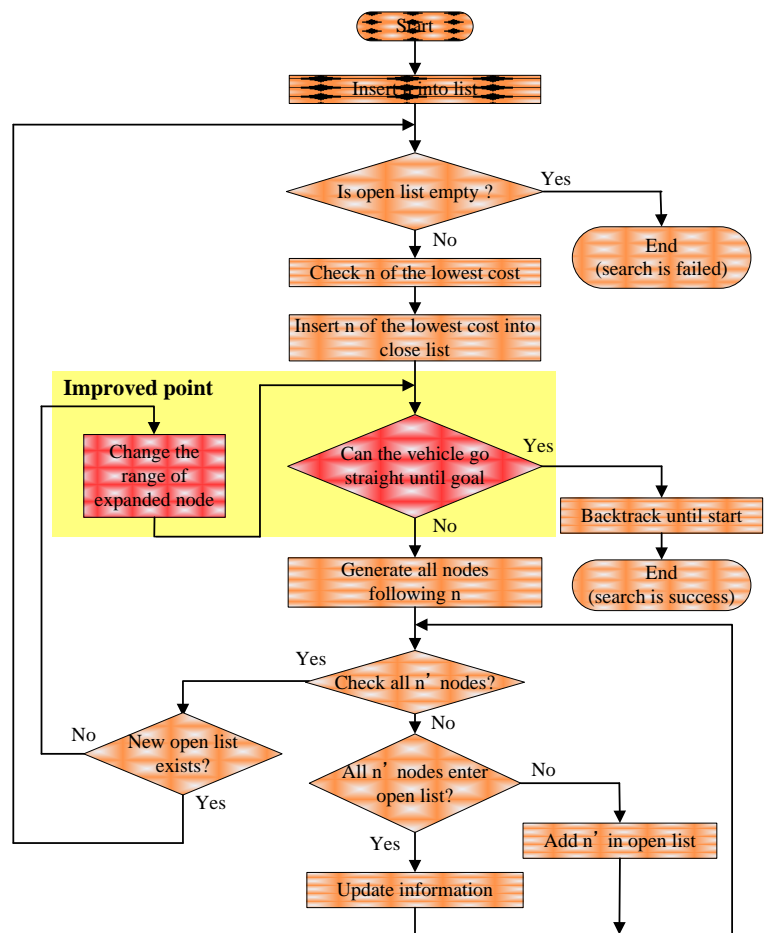 Start
Insert n into list
Is open list empty ?
Yes
No
End
(search is failed)
Check n of the lowest cost
Insert n of the lowest cost into
close list
Improved point
Change the
range of
expanded node
Can the vehicle go
straight until goal
Yes
No
Backtrack until start
Generate all nodes
following n
End
(search is success)
Yes
Check all n’ nodes?
No
No
New open list
exists?
Yes
All n’ nodes enter
open list?
No
Yes
Add n’ in open list
Update information